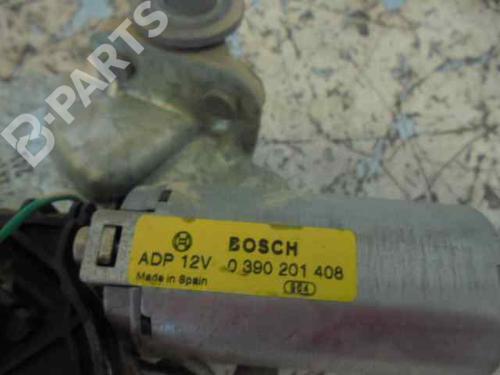 B-PARTS
BOSCH
ADP 12V 0 390 201 408
Made in Spain